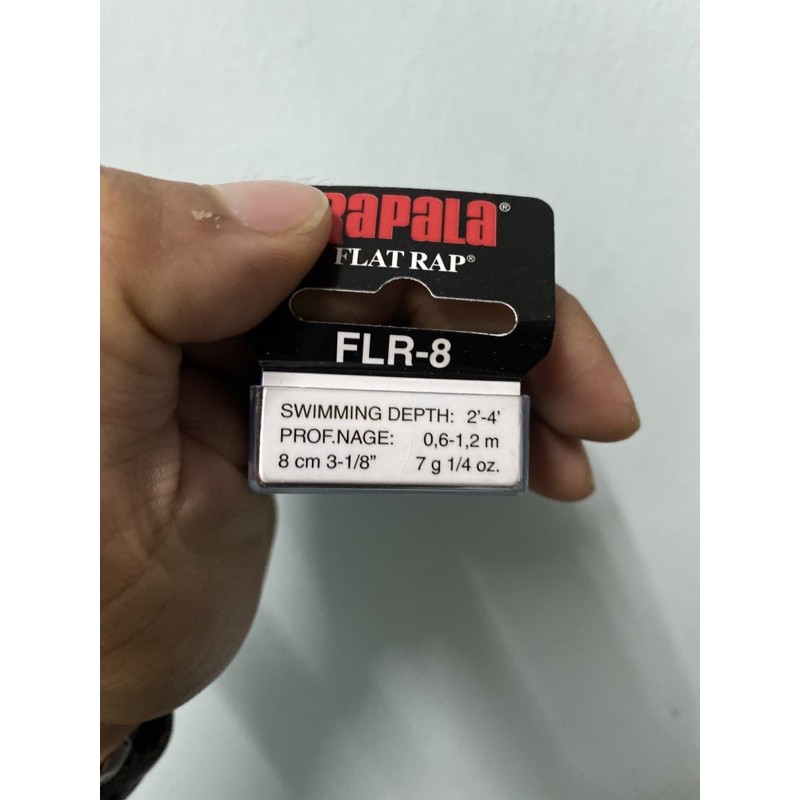 RAPALA®
FLAT RAP®
FLR-8
SWIMMING DEPTH: 2'-4'
PROF.NAGE: 0,6-1,2 m
8 cm 3-1/8" 7 g 1/4 oz.